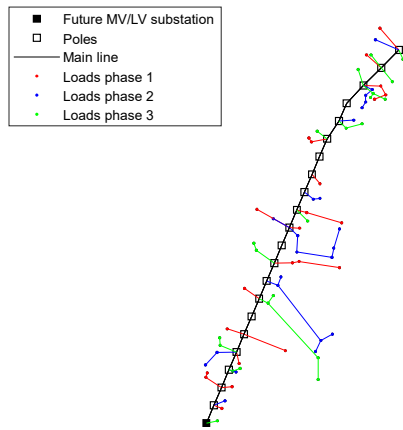 Future MV/LV substation
Poles
Main line
Loads phase 1
Loads phase 2
Loads phase 3